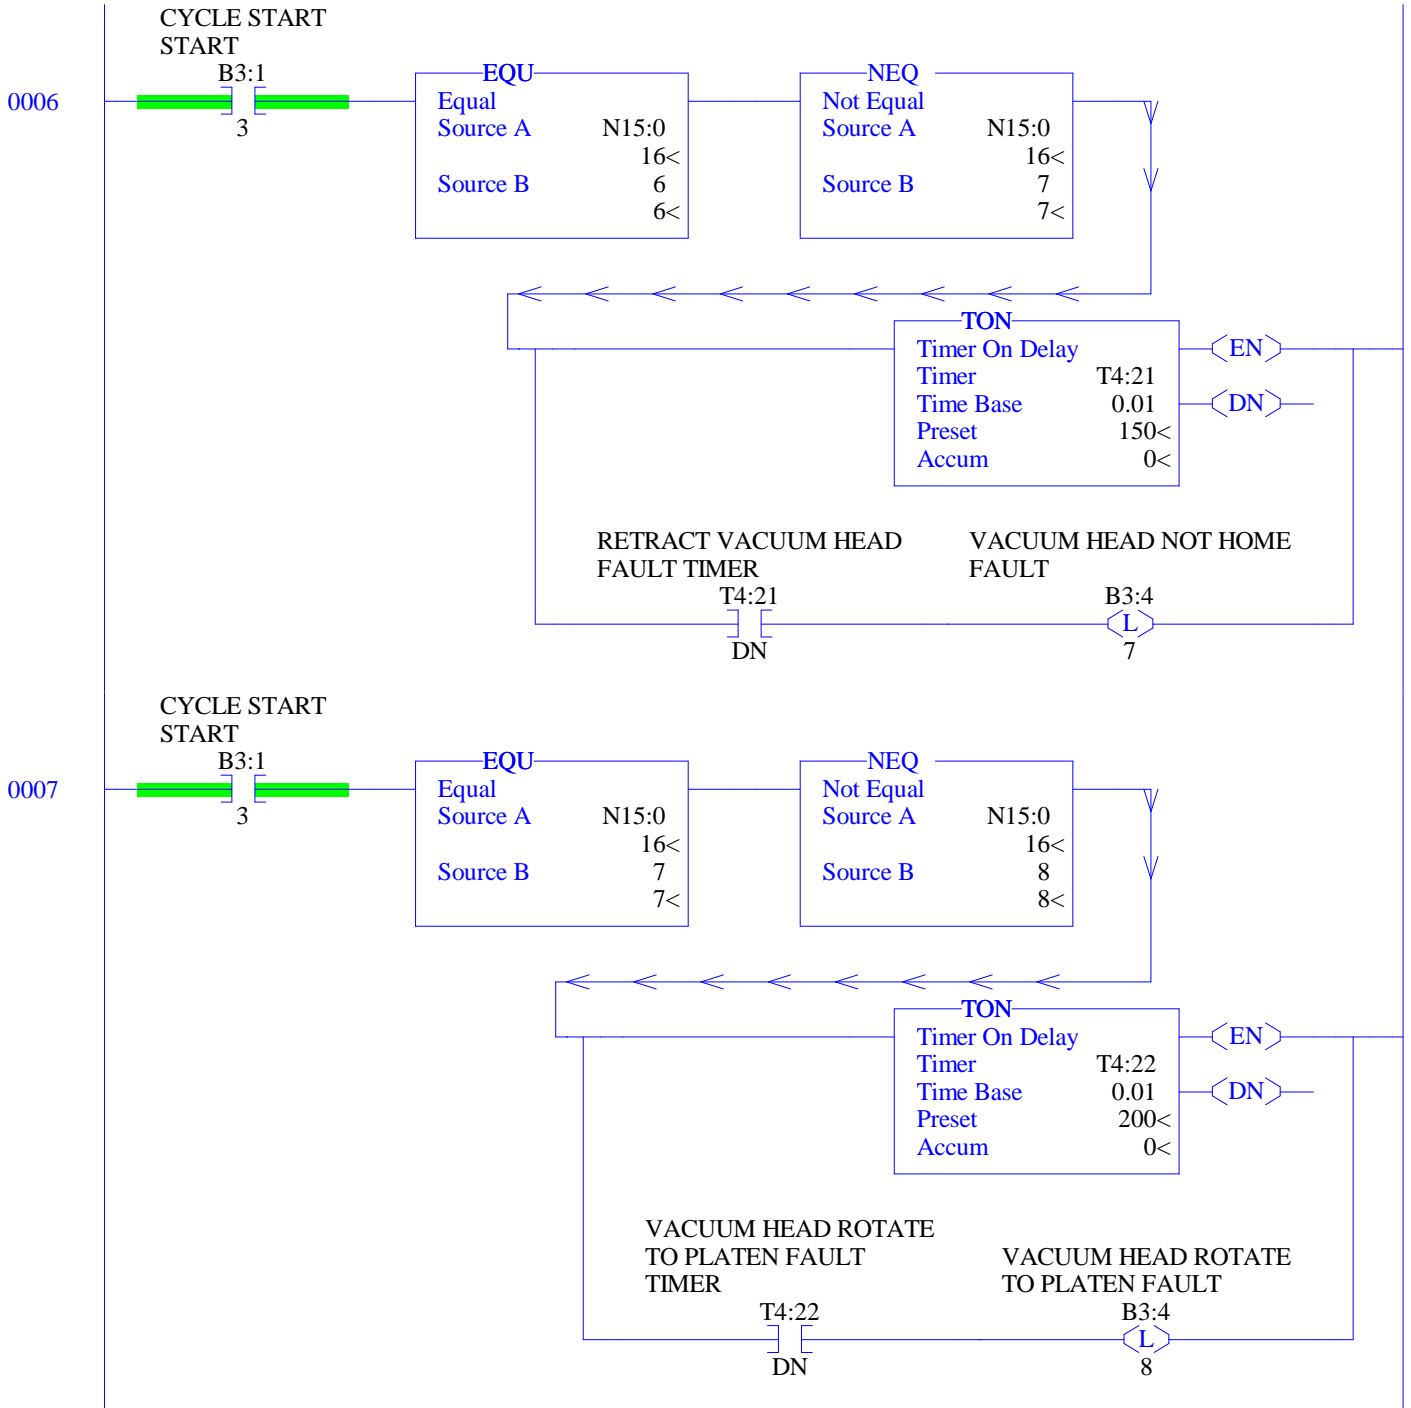 CYCLE START
START
B3:1
3
0006
EQU
Equal
Source A N15:0
16<
Source B 6
6<
NEQ
Not Equal
Source A N15:0
16<
Source B 7
7<
TON
Timer On Delay
Timer T4:21
Time Base 0.01
Preset 150<
Accum 0<
EN
DN
RETRACT VACUUM HEAD
FAULT TIMER
T4:21
DN
VACUUM HEAD NOT HOME
FAULT
B3:4
L
7
CYCLE START
START
B3:1
3
0007
EQU
Equal
Source A N15:0
16<
Source B 7
7<
NEQ
Not Equal
Source A N15:0
16<
Source B 8
8<
TON
Timer On Delay
Timer T4:22
Time Base 0.01
Preset 200<
Accum 0<
EN
DN
VACUUM HEAD ROTATE
TO PLATEN FAULT
TIMER
T4:22
DN
VACUUM HEAD ROTATE
TO PLATEN FAULT
B3:4
L
8